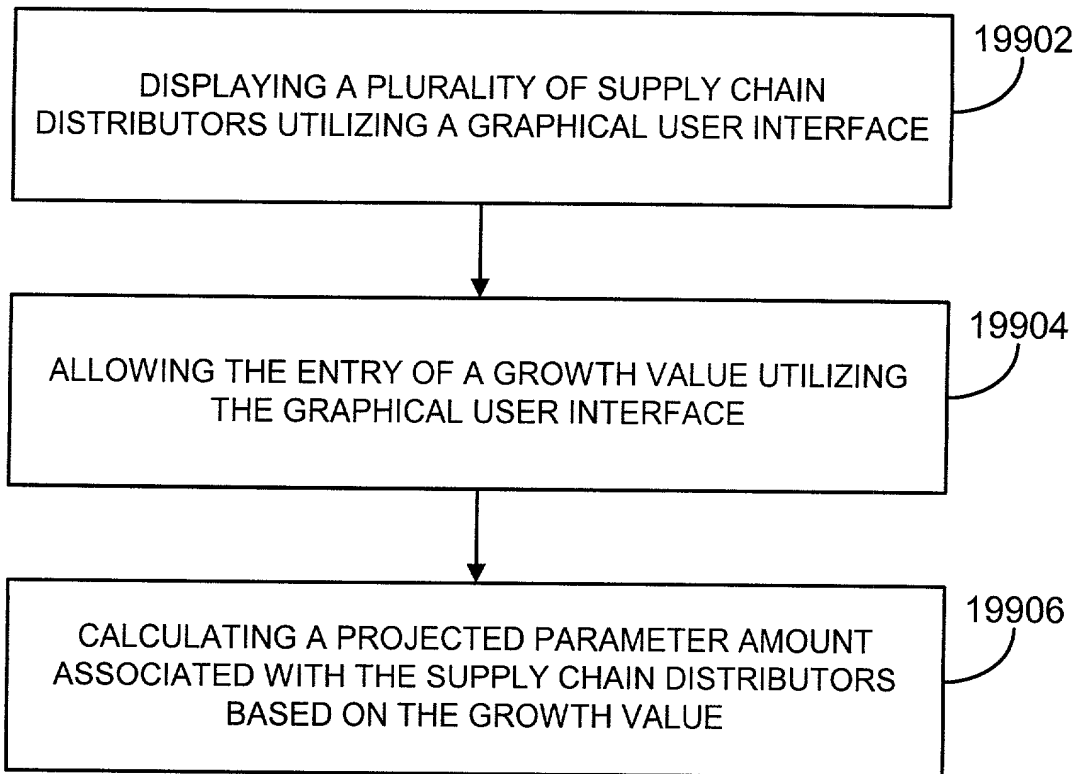 19902
DISPLAYING A PLURALITY OF SUPPLY CHAIN
DISTRIBUTORS UTILIZING A GRAPHICAL USER INTERFACE
19904
ALLOWING THE ENTRY OF A GROWTH VALUE UTILIZING
THE GRAPHICAL USER INTERFACE
19906
CALCULATING A PROJECTED PARAMETER AMOUNT
ASSOCIATED WITH THE SUPPLY CHAIN DISTRIBUTORS
BASED ON THE GROWTH VALUE